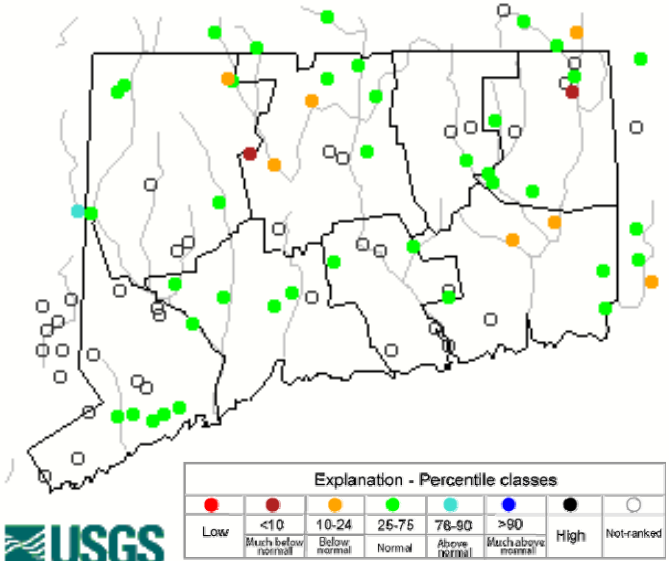 Explanation - Percentile classes
Low
<10
10-24
25-75
76-90
>90
High
Not-ranked
Much below normal
Below normal
Normal
Above normal
Much above normal
USGS